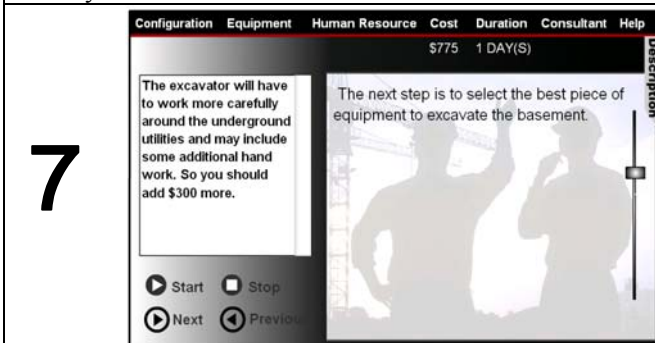 Configuration Equipment Human Resource Cost Duration Consultant Help
$775 1 DAY(S)
Description
7
The excavator will have
to work more carefully
around the underground
utilities and may include
some additional hand
work. So you should
add $300 more.
The next step is to select the best piece of
equipment to excavate the basement.
Start Stop
Next